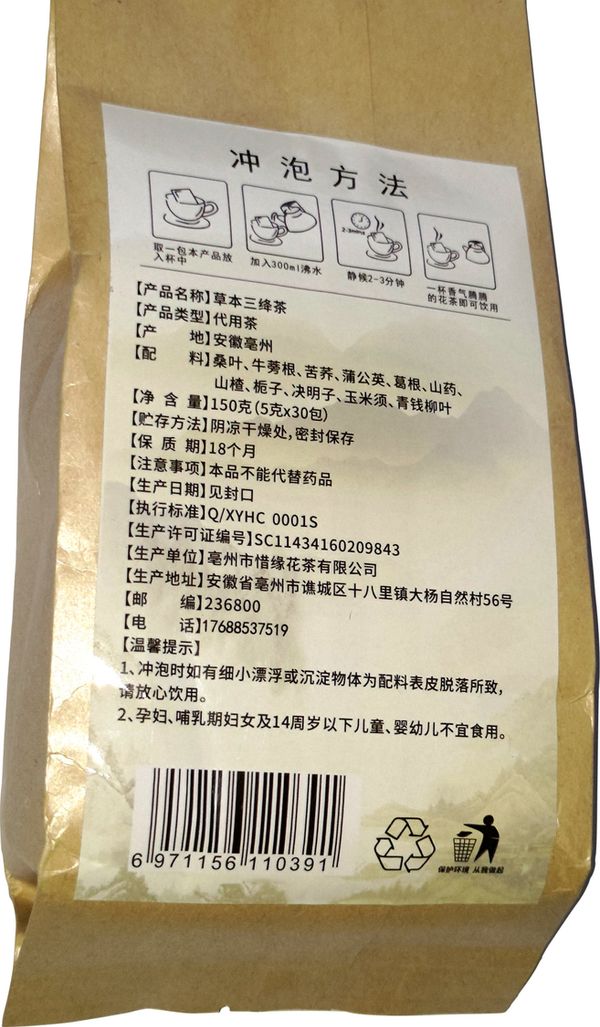 冲泡方法
2-3mins
取一包本产品放
入杯中
加入300ml沸水
静候2-3分钟
一杯香气腾腾
的花茶即可饮用
【产品名称】草本三绛茶
【产品类型】代用茶
【产 地】安徽亳州
【配 料】桑叶、牛蒡根、苦荞、蒲公英、葛根、山药、
山楂、栀子、决明子、玉米须、青钱柳叶
【净 含 量】150克(5克x30包)
【贮存方法】阴凉干燥处,密封保存
【保 质 期】18个月
【注意事项】本品不能代替药品
【生产日期】见封口
【执行标准】Q/XYHC 0001S
【生产许可证编号】SC11434160209843
【生产单位】亳州市惜缘花茶有限公司
【生产地址】安徽省亳州市谯城区十八里镇大杨自然村56号
【邮 编】236800
【电 话】17688537519
【温馨提示】
1、冲泡时如有细小漂浮或沉淀物体为配料表皮脱落所致,
请放心饮用。
2、孕妇、哺乳期妇女及14周岁以下儿童、婴幼儿不宜食用。
6 971156 110391
保护环境 从我做起